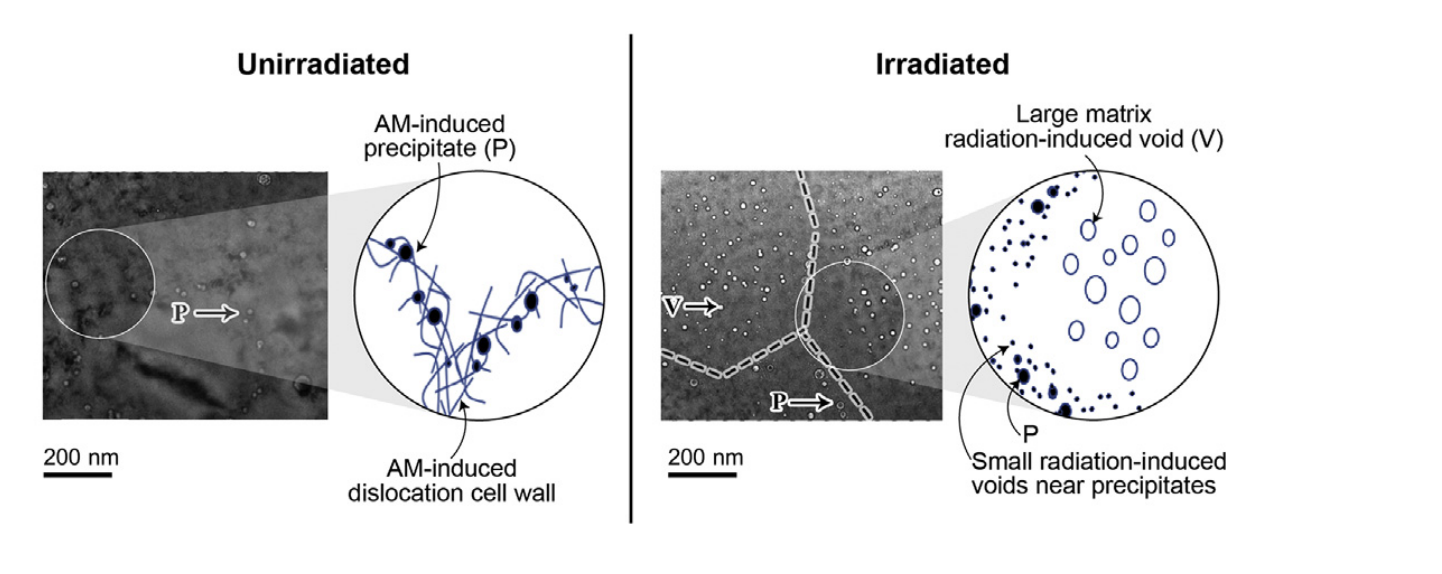 Unirradiated
AM-induced
precipitate (P)
P
200 nm
AM-induced
dislocation cell wall
Irradiated
Large matrix
radiation-induced void (V)
V
P
200 nm
P
Small radiation-induced
voids near precipitates